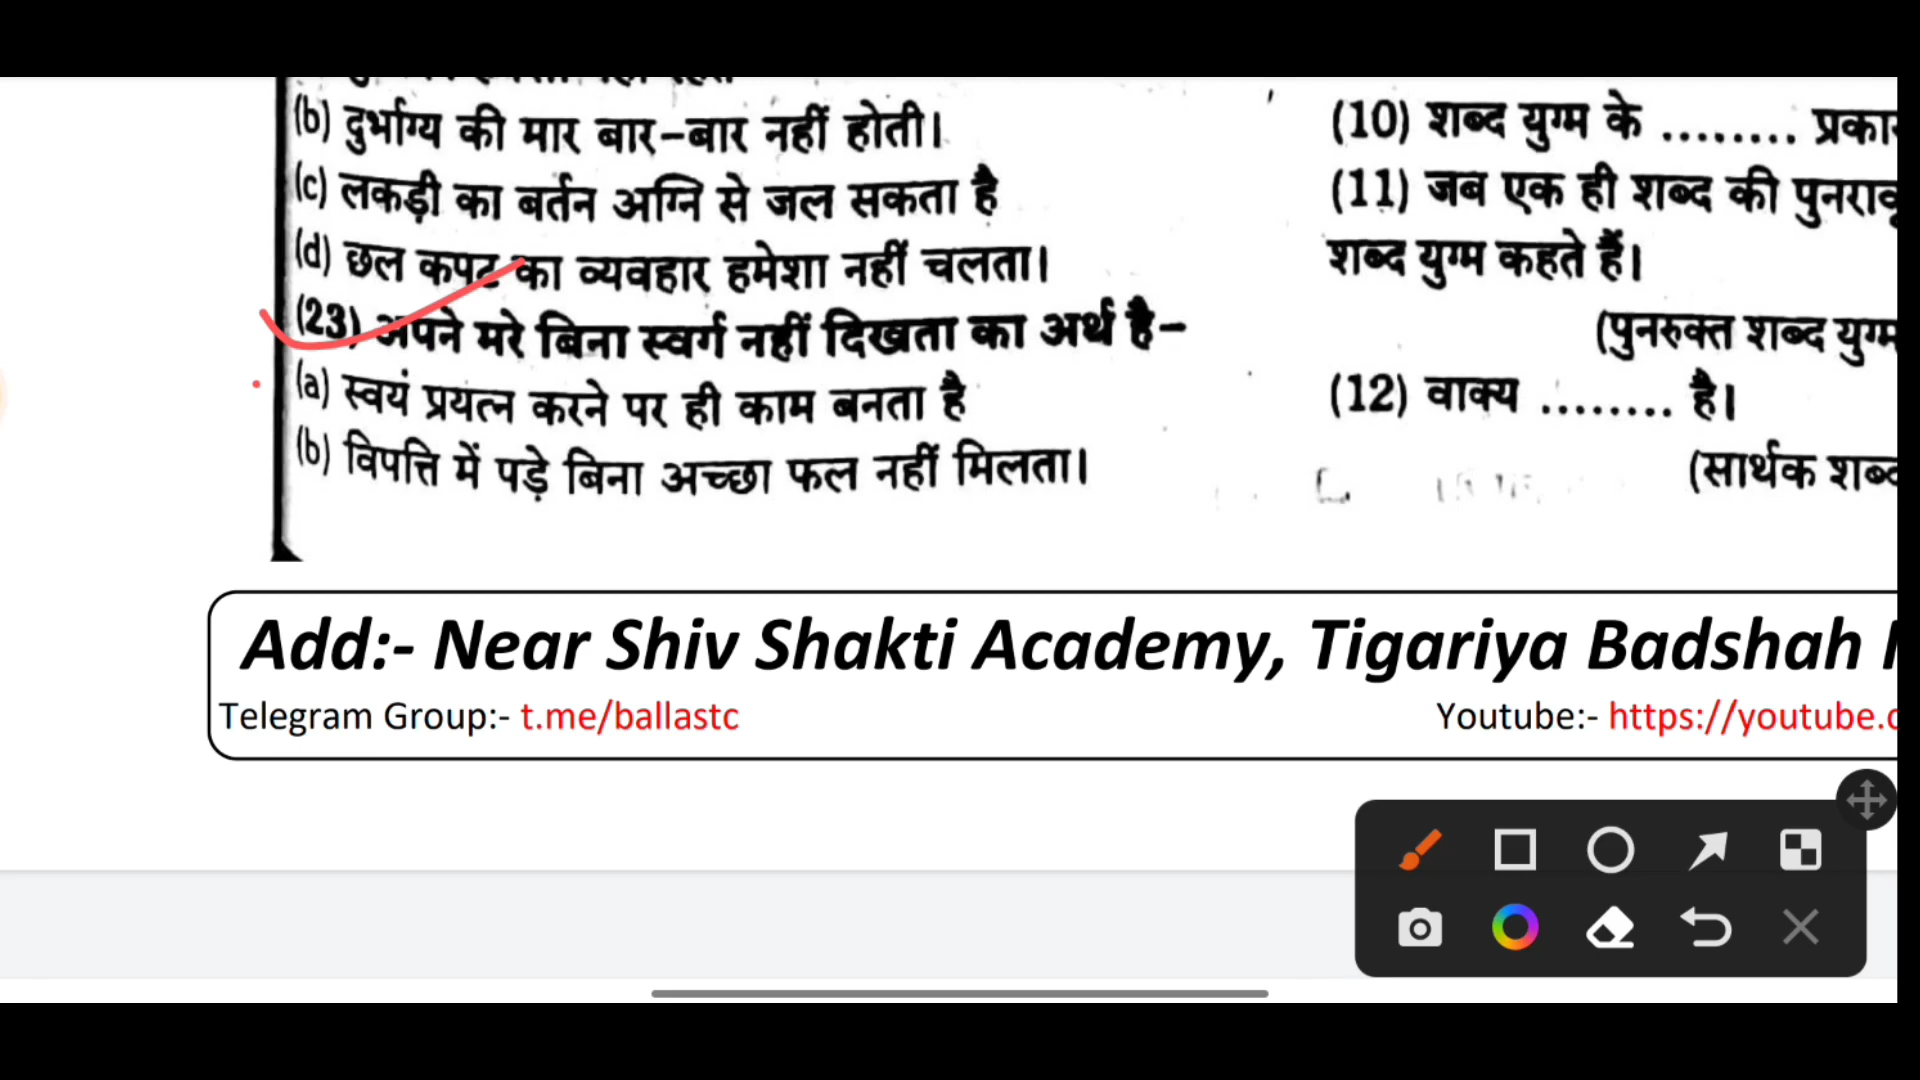 (b) दुर्भाग्य की मार बार-बार नहीं होती।
(c) लकड़ी का बर्तन अग्नि से जल सकता है
(d) छल कपट का व्यवहार हमेशा नहीं चलता।
(23) अपने मरे बिना स्वर्ग नहीं दिखता का अर्थ है-
(a) स्वयं प्रयत्न करने पर ही काम बनता है
(b) विपत्ति में पड़े बिना अच्छा फल नहीं मिलता।
(10) शब्द युग्म के ........
(11) जब एक ही शब्द की
शब्द युग्म कहते हैं।
(पुनरुक्त शब्द युग्म
(12) वाक्य ........ है।
(सार्थक
Add:- Near Shiv Shakti Academy, Tigariya Badshah
Telegram Group:- t.me/ballastc
Youtube:- https://youtube.